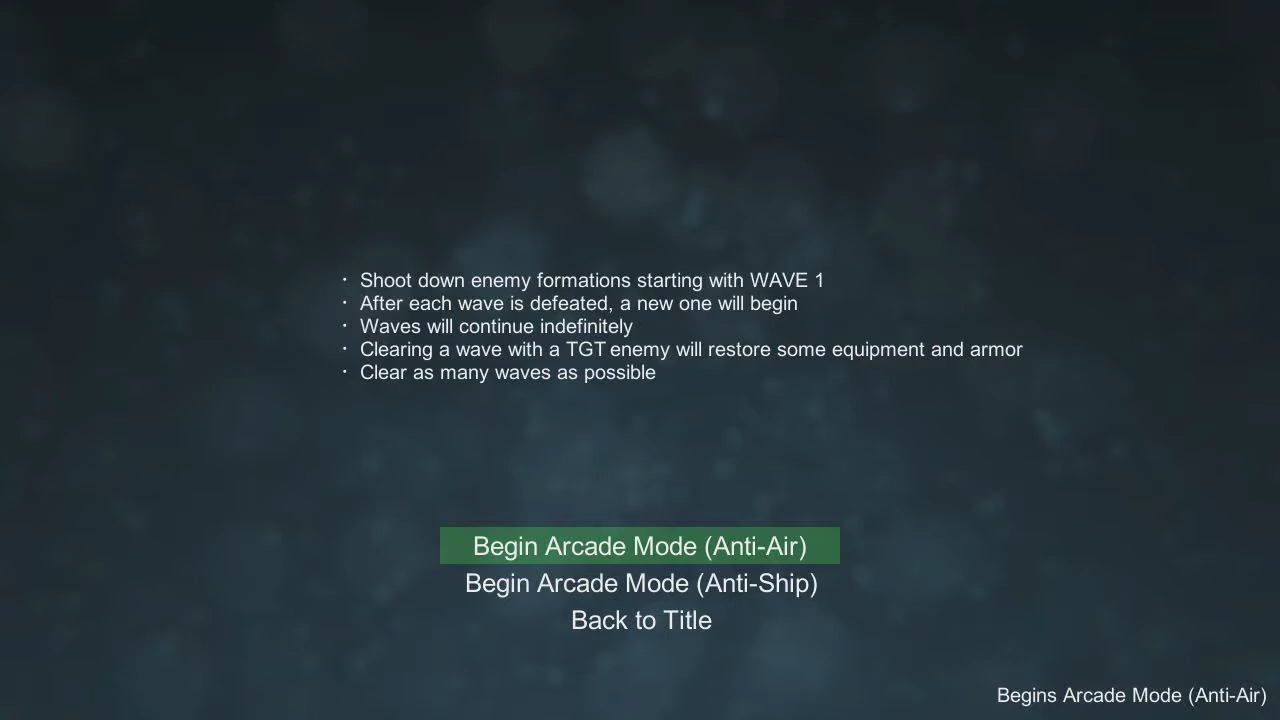 · Shoot down enemy formations starting with WAVE 1
· After each wave is defeated, a new one will begin
· Waves will continue indefinitely
· Clearing a wave with a TGT enemy will restore some equipment and armor
· Clear as many waves as possible
Begin Arcade Mode (Anti-Air)
Begin Arcade Mode (Anti-Ship)
Back to Title
Begins Arcade Mode (Anti-Air)